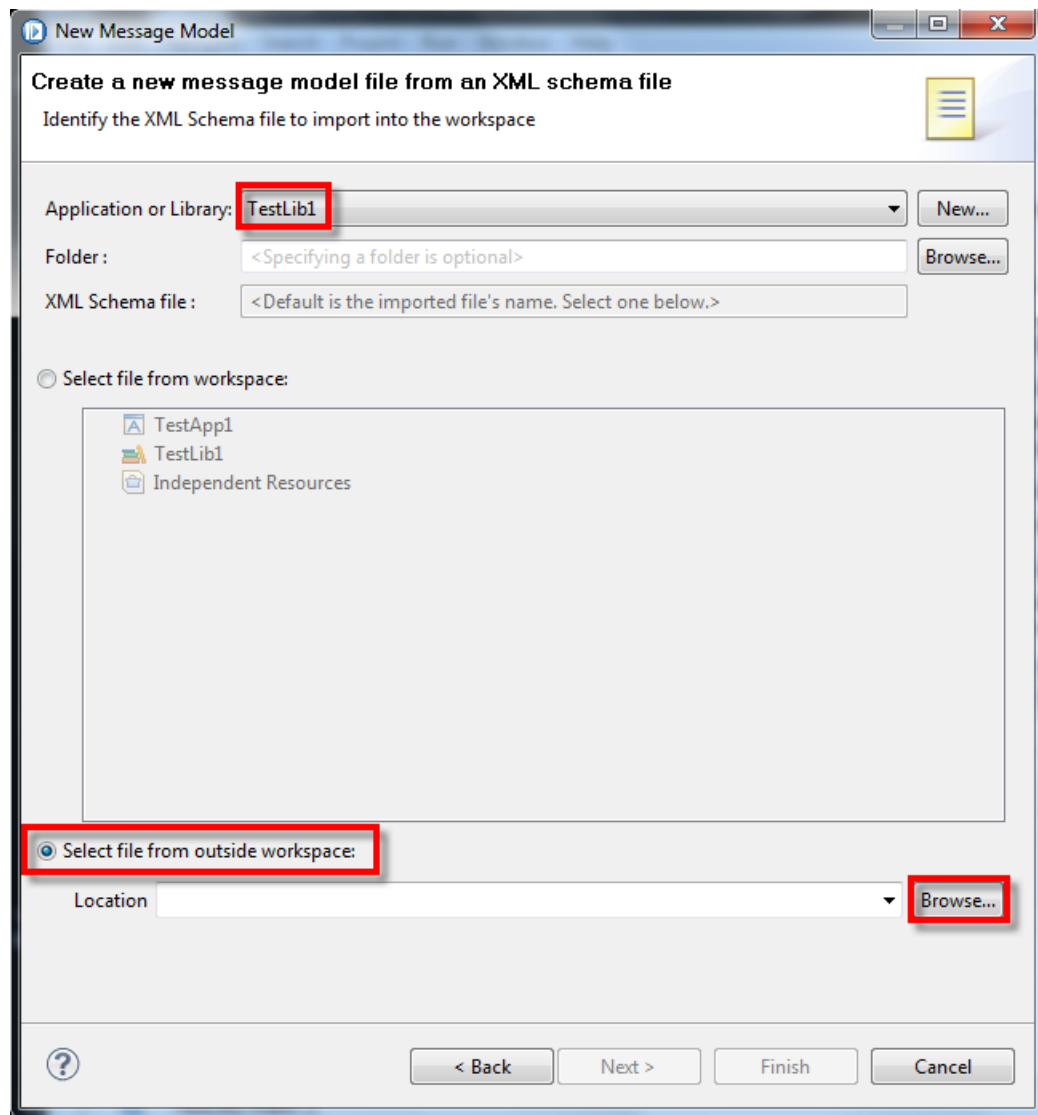 New Message Model
Create a new message model file from an XML schema file
Identify the XML Schema file to import into the workspace
Application or Library: TestLib1 New...
Folder : <Specifying a folder is optional> Browse...
XML Schema file : <Default is the imported file's name. Select one below.>
Select file from workspace:
TestApp1
TestLib1
Independent Resources
Select file from outside workspace:
Location Browse...
< Back Next > Finish Cancel